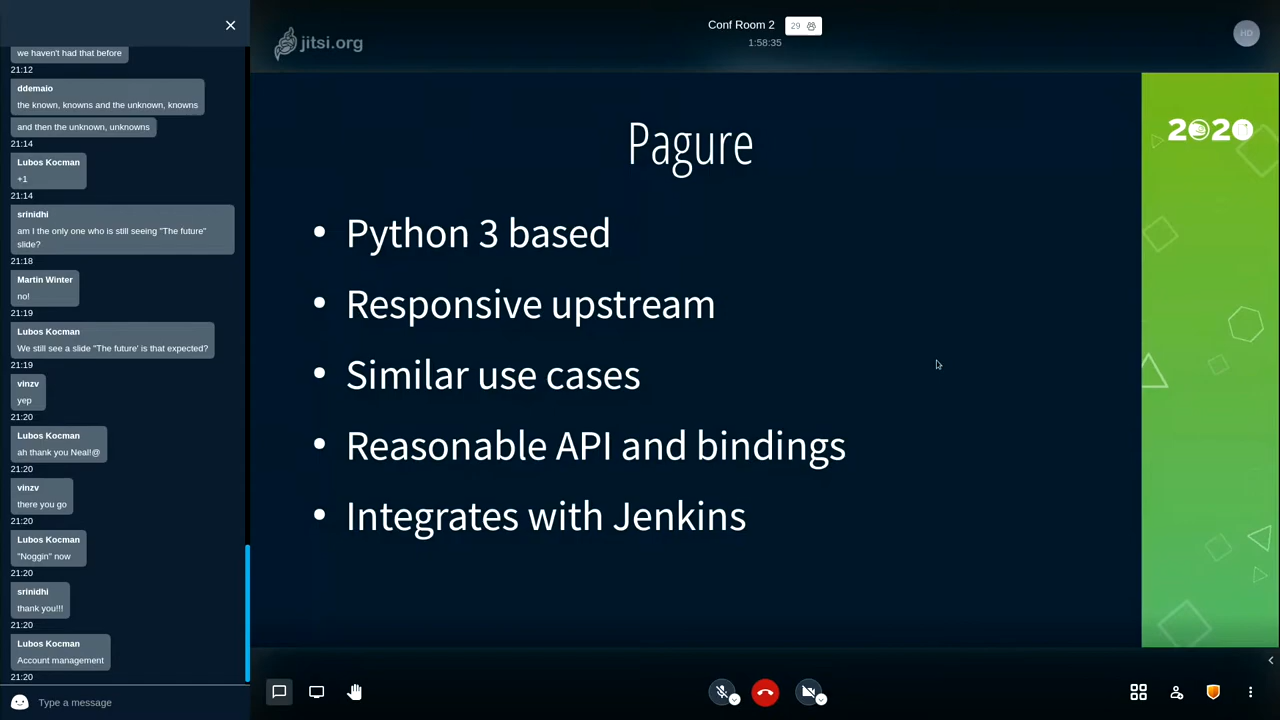 we haven't had that before
21:12
ddemaio
the known, knowns and the unknown, knowns
and then the unknown, unknowns
21:14
Lubos Kocman
+1
21:14
srinidhi
am I the only one who is still seeing "The future"
slide?
21:18
Martin Winter
no!
21:19
Lubos Kocman
We still see a slide "The future' is that expected?
21:19
vinzv
yep
21:20
Lubos Kocman
ah thank you Neal!@
21:20
vinzv
there you go
21:20
Lubos Kocman
"Noggin" now
21:20
srinidhi
thank you!!!
21:20
Lubos Kocman
Account management
21:20
Type a message
jitsi.org
Conf Room 2
29
1:58:35
HD
Pagure
• Python 3 based
• Responsive upstream
• Similar use cases
• Reasonable API and bindings
• Integrates with Jenkins
2020